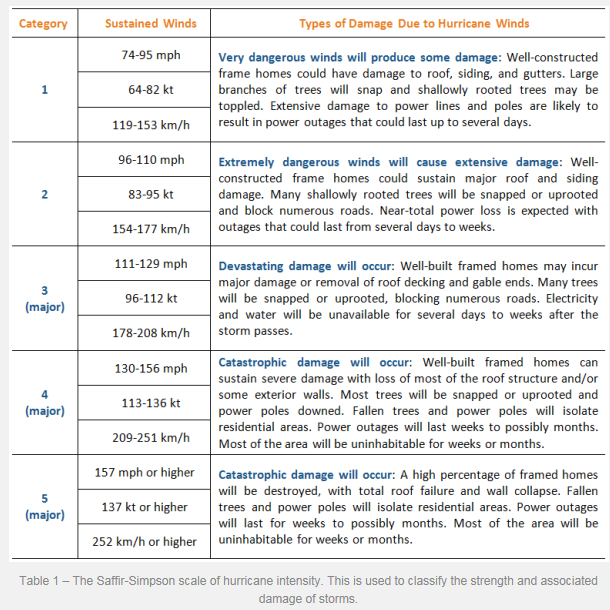 Category Sustained Winds Types of Damage Due to Hurricane Winds
1
74-95 mph
64-82 kt
119-153 km/h
Very dangerous winds will produce some damage: Well-constructed
frame homes could have damage to roof, siding, and gutters. Large
branches of trees will snap and shallowly rooted trees may be
toppled. Extensive damage to power lines and poles are likely to
result in power outages that could last up to several days.
2
96-110 mph
83-95 kt
154-177 km/h
Extremely dangerous winds will cause extensive damage: Well-
constructed frame homes could sustain major roof and siding
damage. Many shallowly rooted trees will be snapped or uprooted
and block numerous roads. Near-total power loss is expected with
outages that could last from several days to weeks.
3
(major)
111-129 mph
96-112 kt
178-208 km/h
Devastating damage will occur: Well-built framed homes may incur
major damage or removal of roof decking and gable ends. Many trees
will be snapped or uprooted, blocking numerous roads. Electricity
and water will be unavailable for several days to weeks after the
storm passes.
4
(major)
130-156 mph
113-136 kt
209-251 km/h
Catastrophic damage will occur: Well-built framed homes can
sustain severe damage with loss of most of the roof structure and/or
some exterior walls. Most trees will be snapped or uprooted and
power poles downed. Fallen trees and power poles will isolate
residential areas. Power outages will last weeks to possibly months.
Most of the area will be uninhabitable for weeks or months.
5
(major)
157 mph or higher
137 kt or higher
252 km/h or higher
Catastrophic damage will occur: A high percentage of framed homes
will be destroyed, with total roof failure and wall collapse. Fallen
trees and power poles will isolate residential areas. Power outages
will last for weeks to possibly months. Most of the area will be
uninhabitable for weeks or months.
Table 1 – The Saffir-Simpson scale of hurricane intensity. This is used to classify the strength and associated
damage of storms.